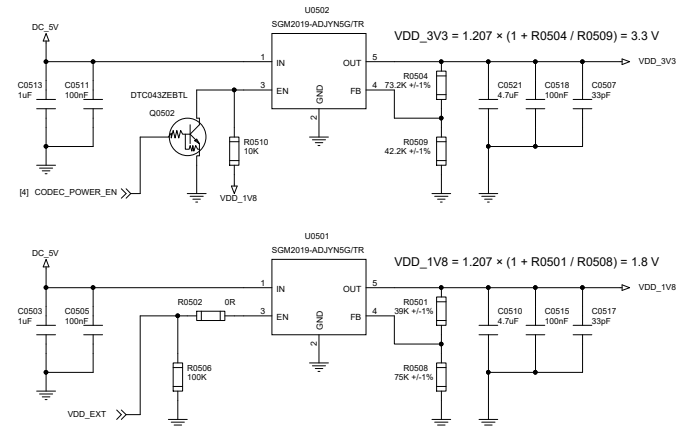 U0502
SGM2019-ADJYN5G/TR
DC_5V
VDD_3V3 = 1.207 × (1 + R0504 / R0509) = 3.3 V
1 IN OUT 5
VDD_3V3
3 EN FB 4
GND
2
C0513
1uF
C0511
100nF
DTC043ZEBTL
Q0502
R0510
10K
VDD_1V8
R0504
73.2K +/-1%
R0509
42.2K +/-1%
C0521
4.7uF
C0518
100nF
C0507
33pF
[4] CODEC_POWER_EN
U0501
SGM2019-ADJYN5G/TR
DC_5V
VDD_1V8 = 1.207 × (1 + R0501 / R0508) = 1.8 V
1 IN OUT 5
VDD_1V8
3 EN FB 4
GND
2
C0503
1uF
C0505
100nF
R0502 0R
R0506
100K
R0501
39K +/-1%
R0508
75K +/-1%
C0510
4.7uF
C0515
100nF
C0517
33pF
VDD_EXT